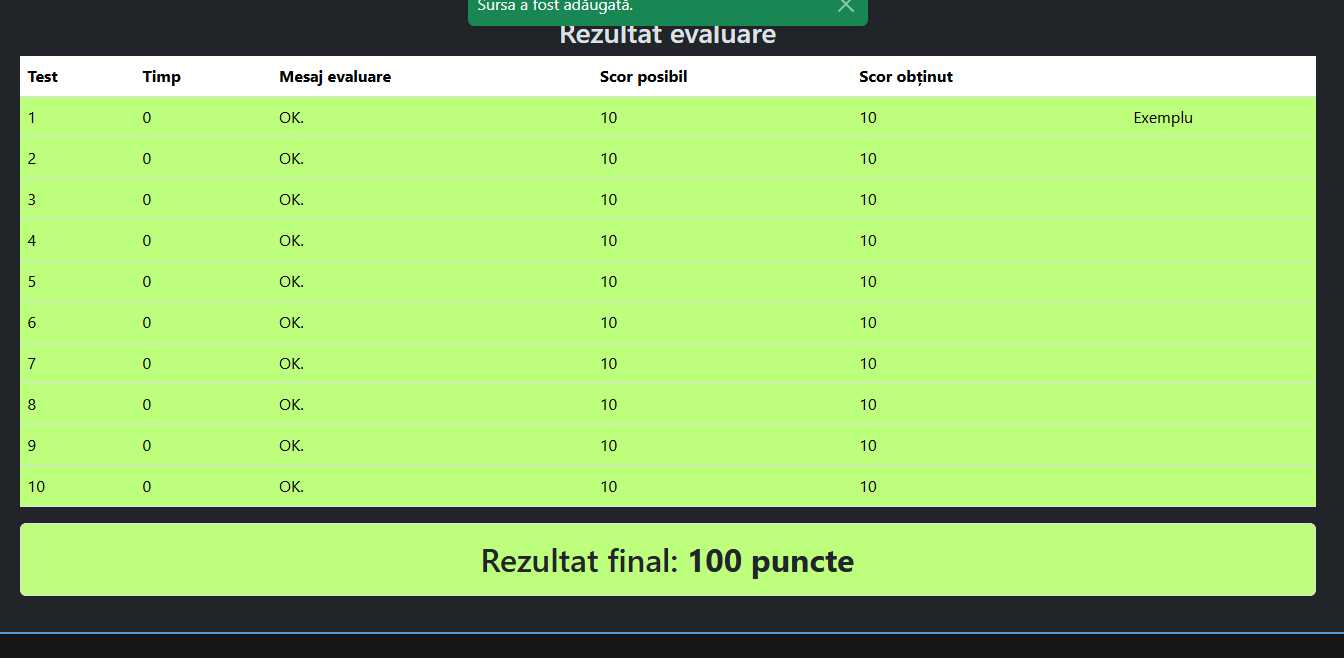 Sursa a fost adăugată.
Rezultat evaluare
Test Timp Mesaj evaluare Scor posibil Scor obținut
1 0 OK. 10 10 Exemplu
2 0 OK. 10 10
3 0 OK. 10 10
4 0 OK. 10 10
5 0 OK. 10 10
6 0 OK. 10 10
7 0 OK. 10 10
8 0 OK. 10 10
9 0 OK. 10 10
10 0 OK. 10 10
Rezultat final: 100 puncte